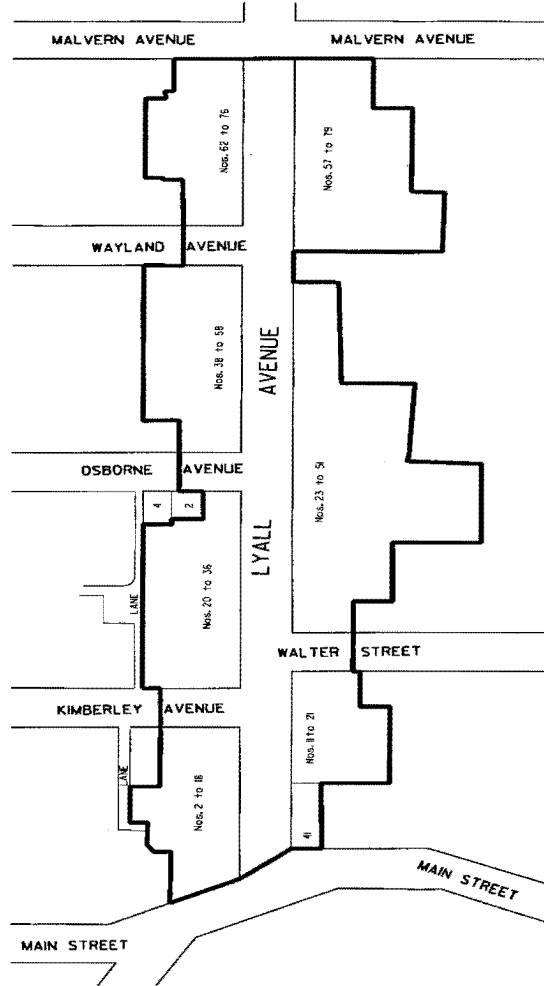 MALVERN AVENUE
MALVERN AVENUE
Nos. 62 to 76
Nos. 57 to 79
WAYLAND AVENUE
Nos. 38 to 58
LYALL AVENUE
OSBORNE AVENUE
4
2
Nos. 23 to 51
Nos. 20 to 36
LANE
WALTER STREET
KIMBERLEY AVENUE
LANE
Nos. 2 to 18
Nos. 11 to 21
41
MAIN STREET
MAIN STREET